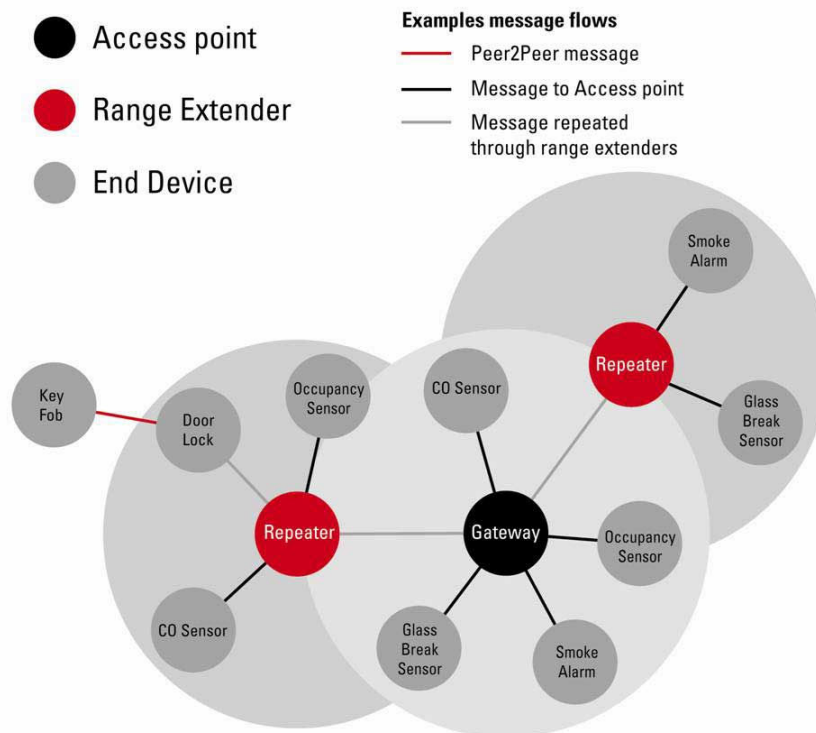 Access point
Range Extender
End Device
Examples message flows
Peer2Peer message
Message to Access point
Message repeated
through range extenders
Smoke
Alarm
Repeater
Glass
Break
Sensor
Key
Fob
Door
Lock
Occupancy
Sensor
CO Sensor
Repeater
Gateway
Occupancy
Sensor
CO Sensor
Glass
Break
Sensor
Smoke
Alarm